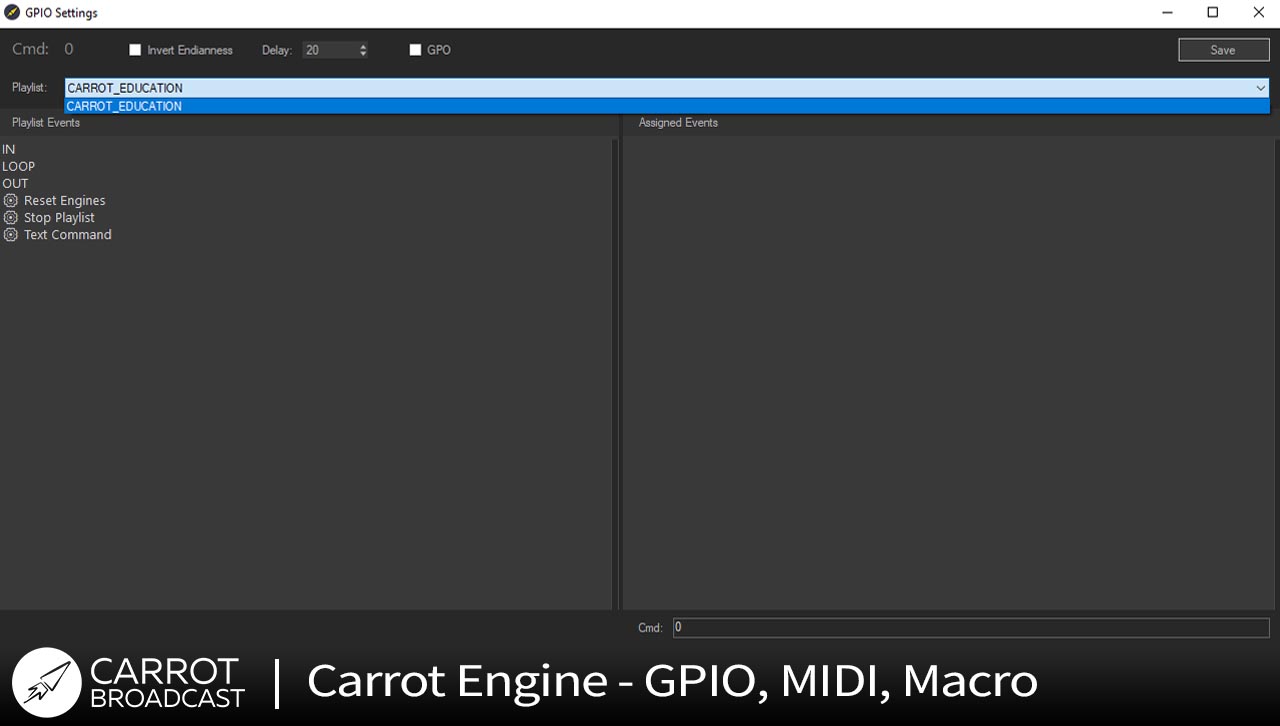 GPIO Settings
Cmd: 0 Invert Endianness Delay: 20 GPO Save
Playlist: CARROT_EDUCATION
CARROT_EDUCATION
Playlist Events Assigned Events
IN
LOOP
OUT
Reset Engines
Stop Playlist
Text Command
Cmd: 0
CARROT
BROADCAST
Carrot Engine - GPIO, MIDI, Macro